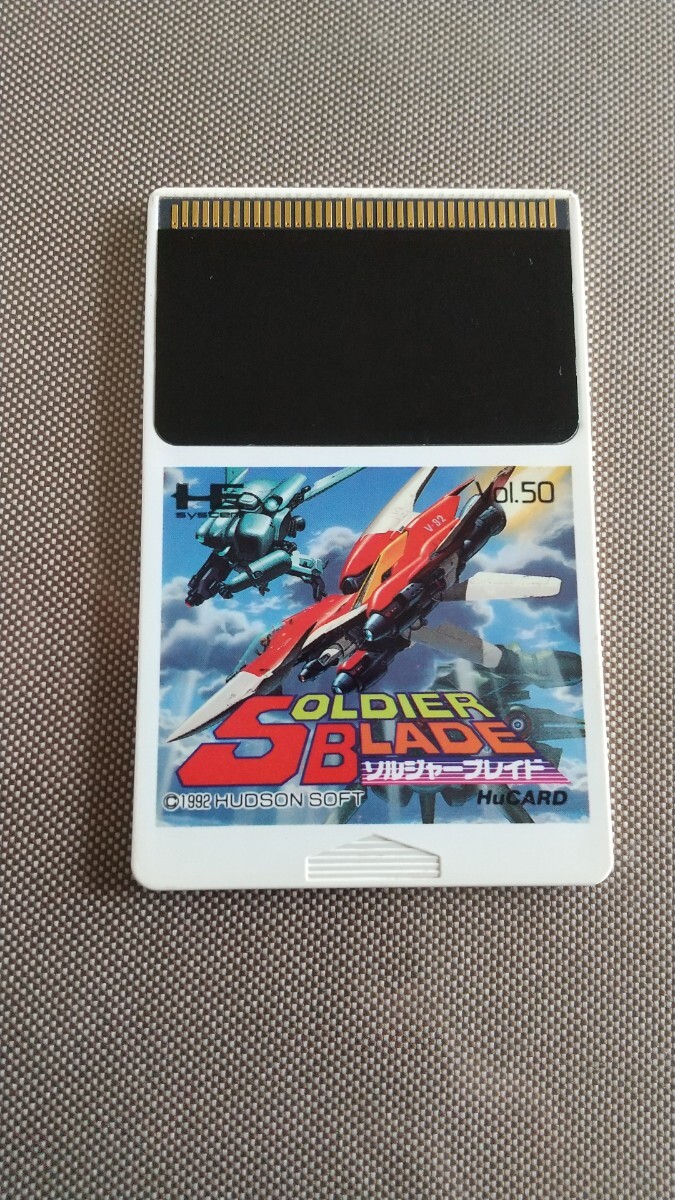 HE
system
Vol.50
V-92
SOLDIER
BLADE
ソルジャーブレイド
©1992 HUDSON SOFT
HuCARD